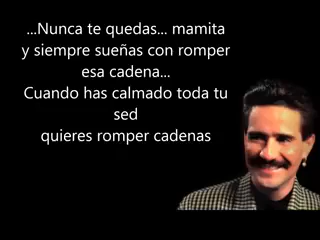 ...Nunca te quedas... mamita
y siempre sueñas con romper
esa cadena...
Cuando has calmado toda tu
sed
quieres romper cadenas